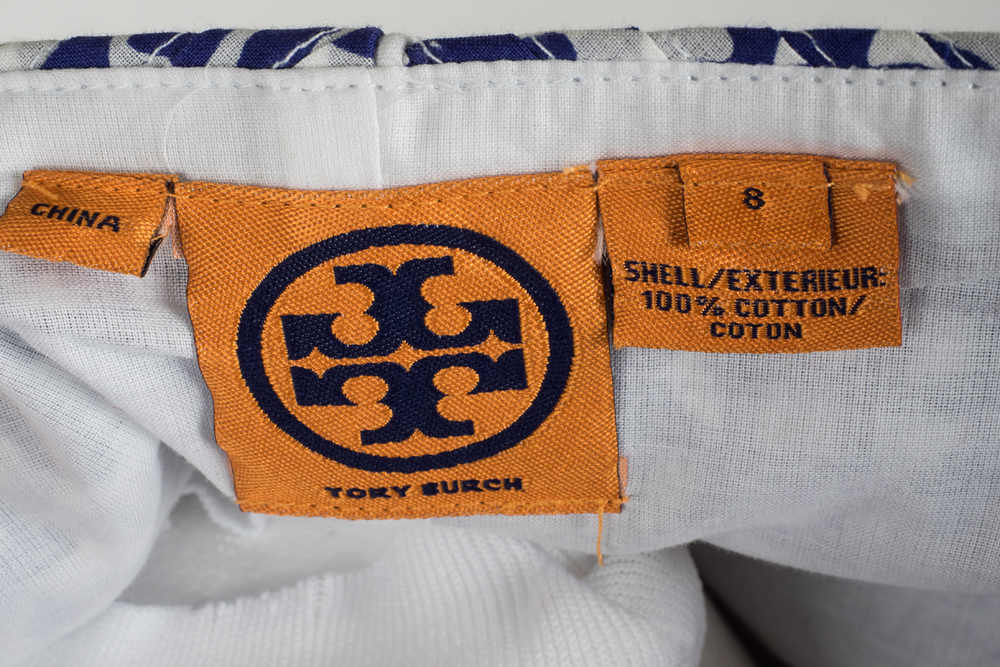 CHINA
TORY BURCH
8
SHELL/EXTERIEUR:
100% COTTON/
COTON